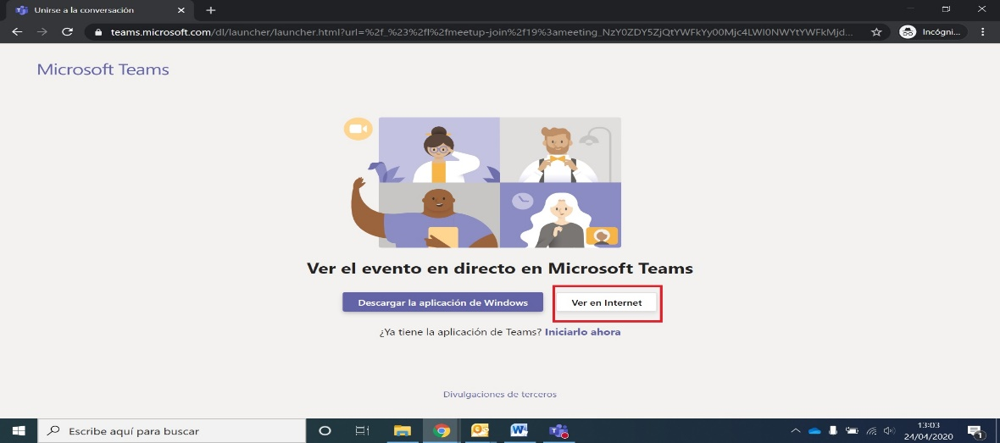 Unirse a la conversación
teams.microsoft.com/dl/launcher/launcher.html?url=%2f_%23%2fl%2fmeetup-join%2f19%3ameeting_NzY0ZDY5ZjQtYWFkYy00Mjc4LWI0NWYtYWFkMjd...
Incógni...
Microsoft Teams
Ver el evento en directo en Microsoft Teams
Descargar la aplicación de Windows
Ver en Internet
¿Ya tiene la aplicación de Teams? Iniciarlo ahora
Divulgaciones de terceros
Escribe aquí para buscar
13:03
24/04/2020